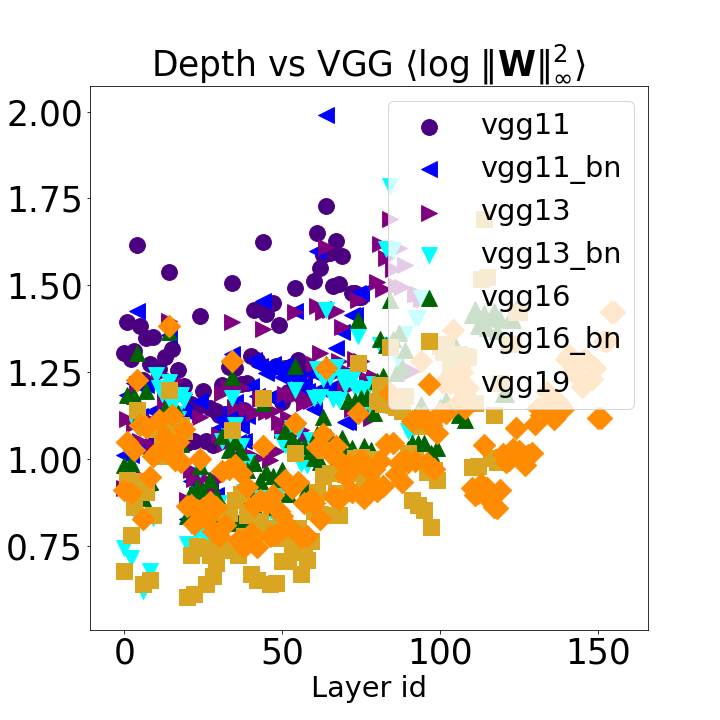 Depth vs VGG ⟨log ∥W∥²∞⟩
2.00
1.75
1.50
1.25
1.00
0.75
vgg11
vgg11_bn
vgg13
vgg13_bn
vgg16
vgg16_bn
vgg19
0 50 100 150
Layer id